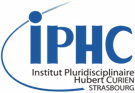 iPHC
Institut Pluridisciplinaire
Hubert CURIEN
STRASBOURG